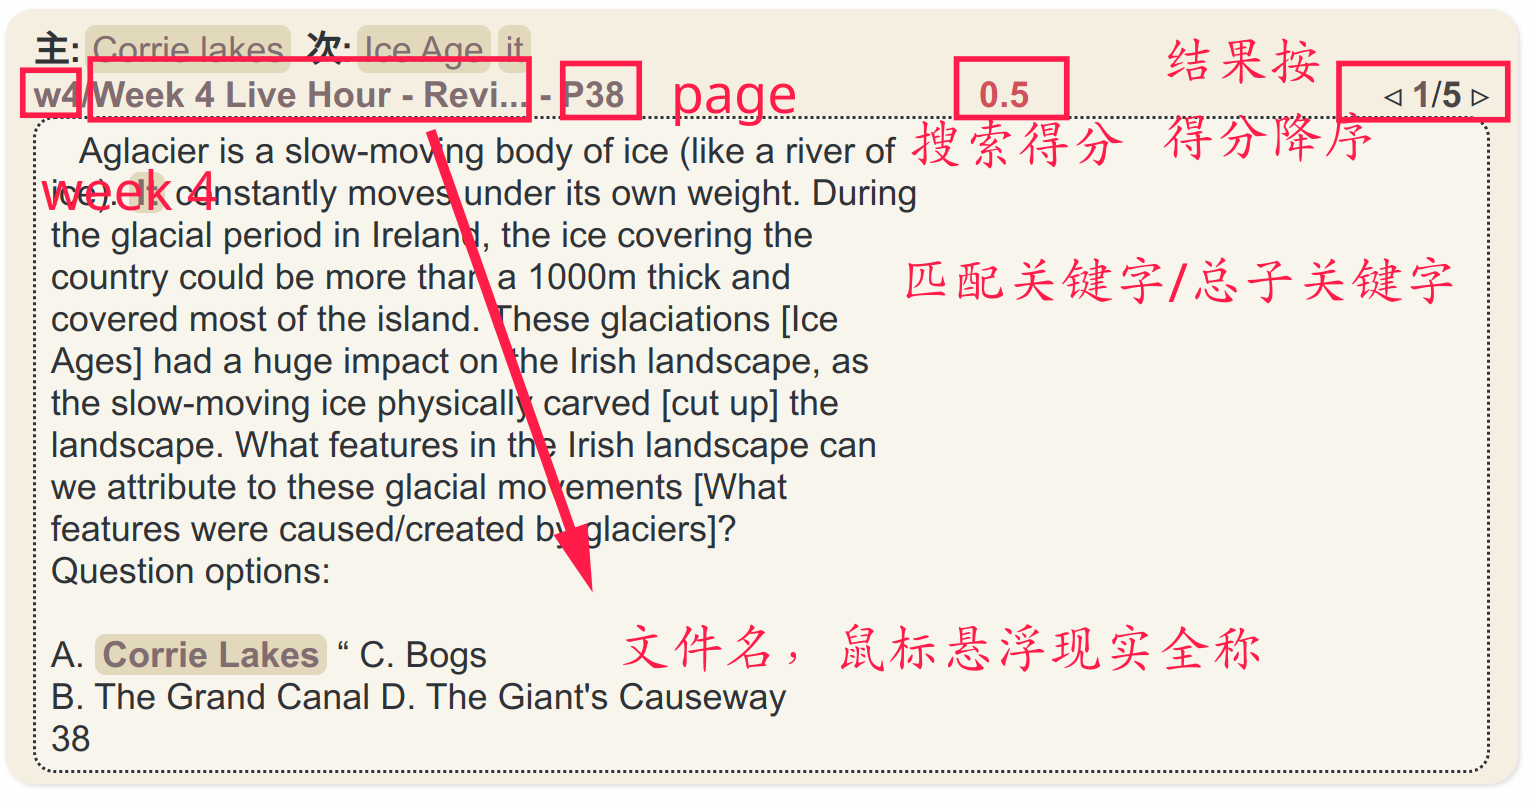 主: Corrie lakes 次: Ice Age it
w4/Week 4 Live Hour - Revi... - P38
page
0.5
结果按
◃ 1/5 ▹
搜索得分
得分降序
Aglacier is a slow-moving body of ice (like a river of
week 4
ice). It constantly moves under its own weight. During
the glacial period in Ireland, the ice covering the
country could be more than a 1000m thick and
匹配关键字/总子关键字
covered most of the island. These glaciations [Ice
Ages] had a huge impact on the Irish landscape, as
the slow-moving ice physically carved [cut up] the
landscape. What features in the Irish landscape can
we attribute to these glacial movements [What
features were caused/created by glaciers]?
Question options:
文件名，鼠标悬浮现实全称
A. Corrie Lakes “ C. Bogs
B. The Grand Canal D. The Giant's Causeway
38